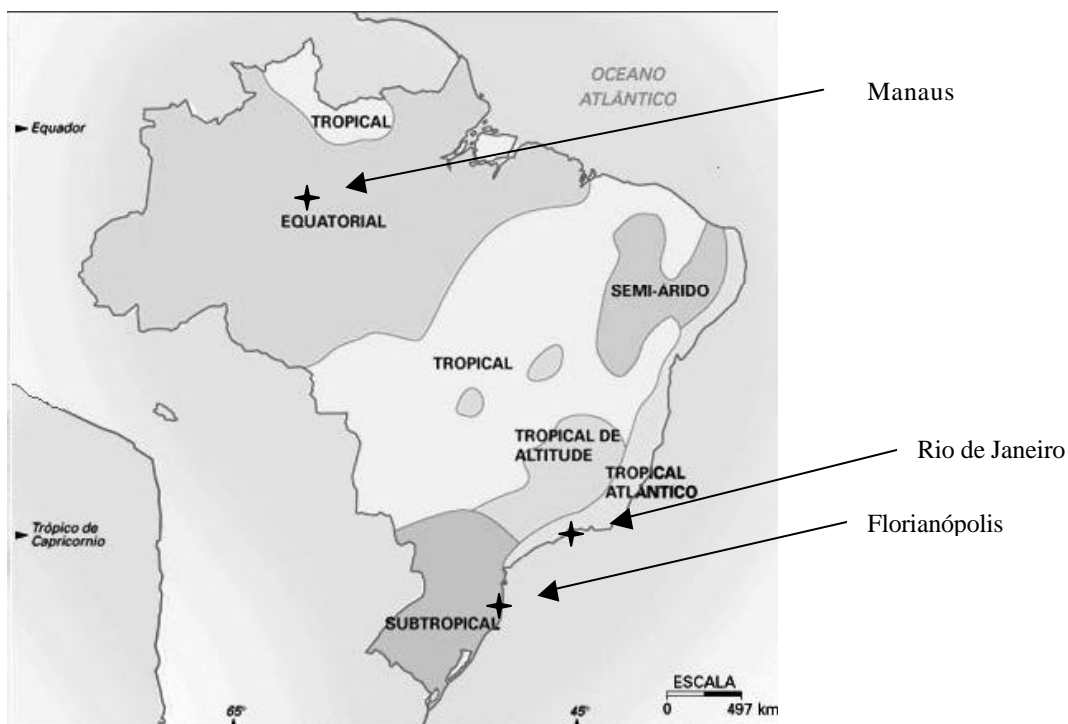 OCEANO
ATLÂNTICO
Manaus
Equador
TROPICAL
EQUATORIAL
SEMI-ÁRIDO
TROPICAL
TROPICAL DE
ALTITUDE
TROPICAL
ATLÂNTICO
Rio de Janeiro
Florianópolis
Trópico de
Capricornio
SUBTROPICAL
ESCALA
0 497 km
65°
45°